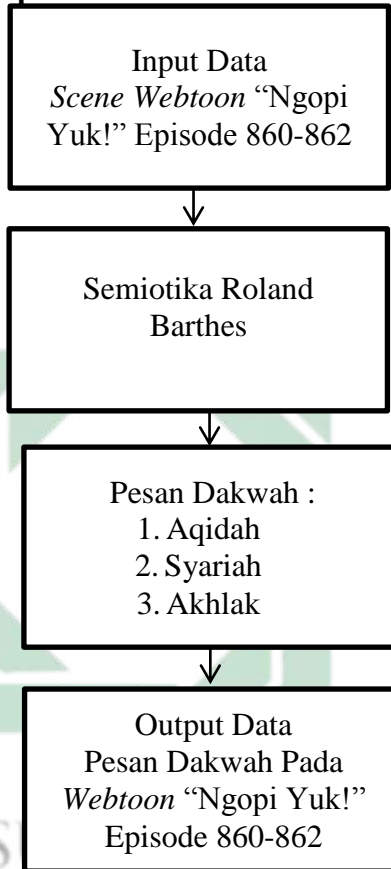 Input Data
Scene Webtoon "Ngopi
Yuk!" Episode 860-862
Semiotika Roland
Barthes
Pesan Dakwah :
1. Aqidah
2. Syariah
3. Akhlak
Output Data
Pesan Dakwah Pada
Webtoon "Ngopi Yuk!"
Episode 860-862